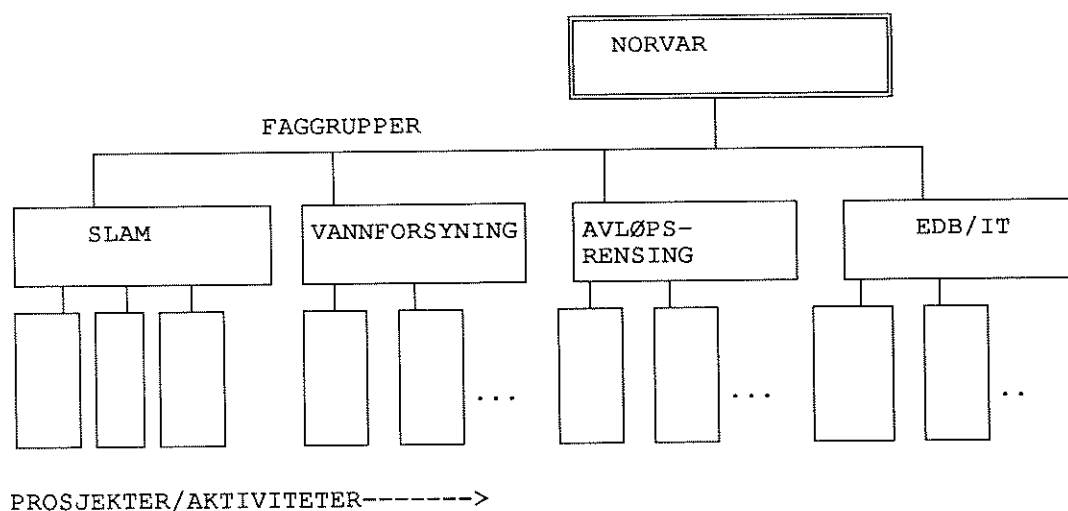 NORVAR
FAGGRUPPER
SLAM
VANNFORSYNING
AVLØPS-
RENSING
EDB/IT
...
...
..
PROSJEKTER/AKTIVITETER------->